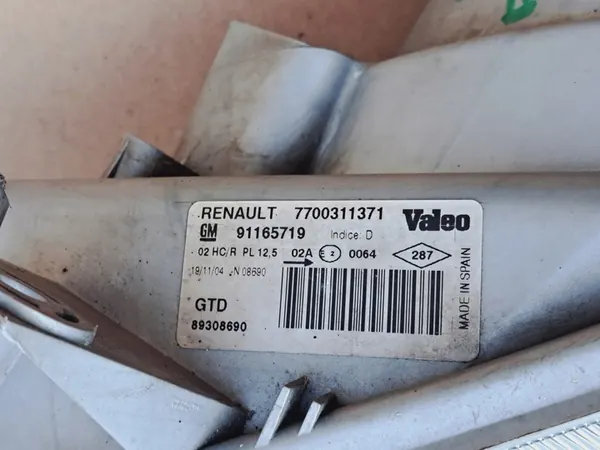 RENAULT 7700311371 Valeo
GM 91165719 Indice: D
02 HC/R PL 12,5 02A E 2 0064 287
19/11/04 -N 08690
GTD
89308690
MADE IN SPAIN